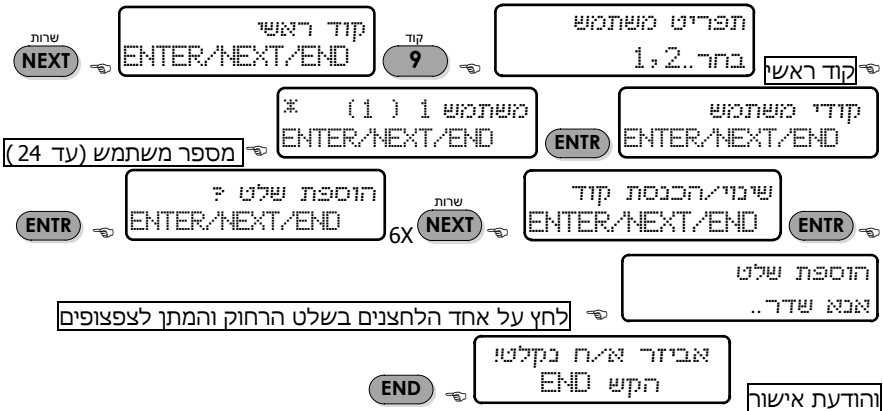 קוד ראשי
תפריט משתמש
בחר..1,2
קוד
9
קוד ראשי
ENTER/NEXT/END
שרות
NEXT
קודי משתמש
ENTER/NEXT/END
ENTR
משתמש 1 (1) *
ENTER/NEXT/END
מספר משתמש (עד 24)
ENTR
שינוי/הכנסת קוד
ENTER/NEXT/END
שרות
NEXT
6X
הוספת שלט ?
ENTER/NEXT/END
ENTR
הוספת שלט
אנא שדר..
לחץ על אחד הלחצנים בשלט הרחוק והמתן לצפצופים
והודעת אישור
אביזר א/ח נקלט!
הקש END
END